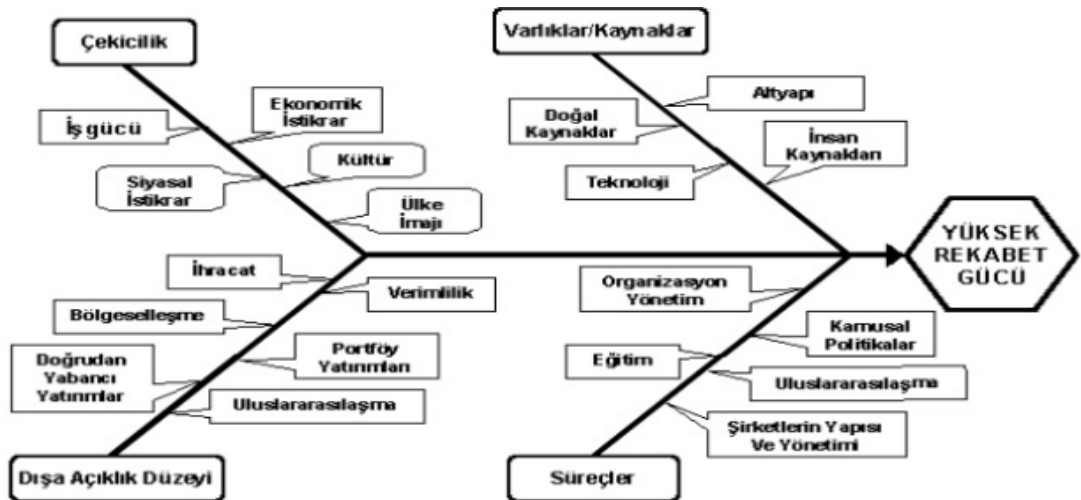 Çekicilik
Varlıklar/Kaynaklar
İş gücü
Ekonomik
İstikrar
Siyasal
İstikrar
Kültür
Ülke
İmajı
Altyapı
Doğal
Kaynaklar
İnsan
Kaynakları
Teknoloji
YÜKSEK
REKABET
GÜCÜ
İhracat
Verimlilik
Bölgeselleşme
Portföy
Yatırımları
Doğrudan
Yabancı
Yatırımlar
Uluslararasılaşma
Dışa Açıklık Düzeyi
Organizasyon
Yönetim
Kamusal
Politikalar
Eğitim
Uluslararasılaşma
Şirketlerin Yapısı
Ve Yönetimi
Süreçler